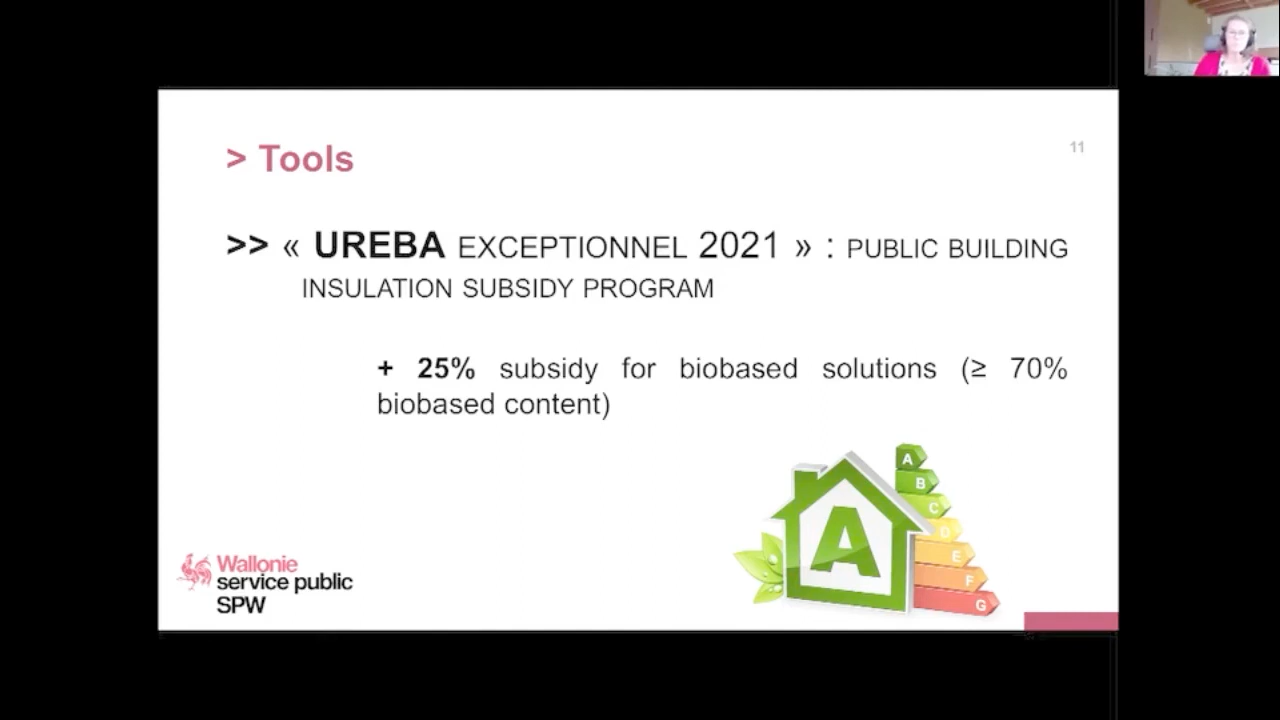 > Tools
11
>> « UREBA EXCEPTIONNEL 2021 » : PUBLIC BUILDING
INSULATION SUBSIDY PROGRAM
+ 25% subsidy for biobased solutions (≥ 70%
biobased content)
A
B
C
D
E
F
G
A
Wallonie
service public
SPW